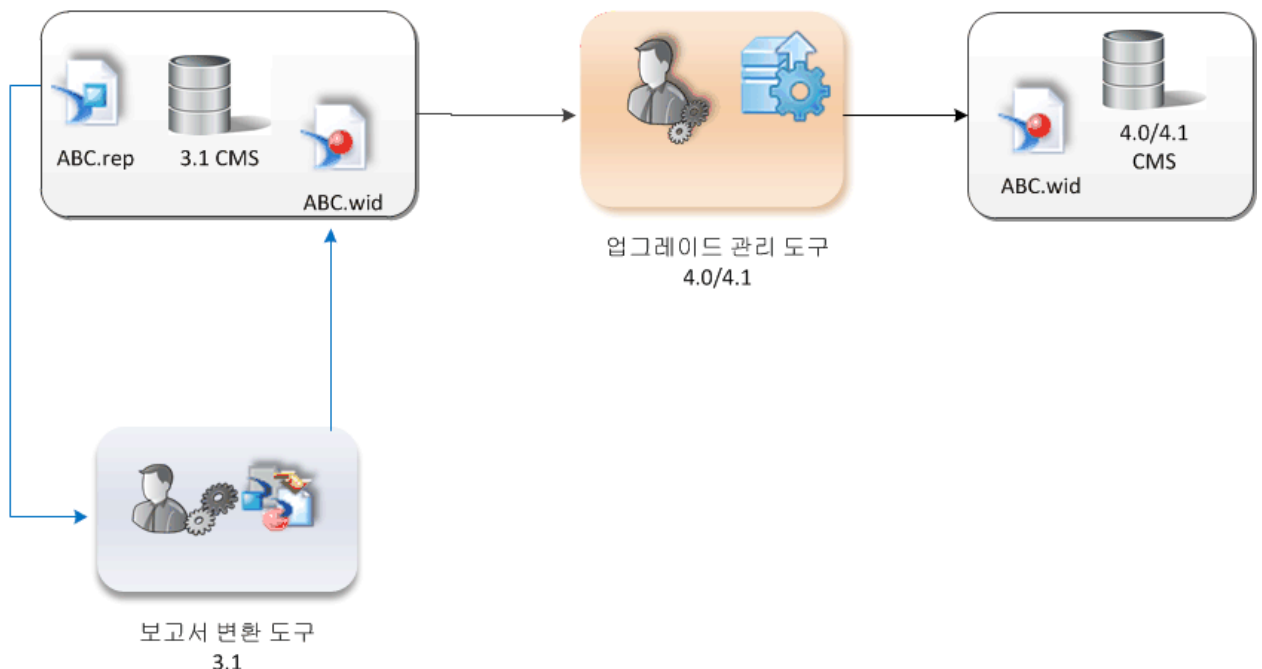 ABC.rep
3.1 CMS
ABC.wid
업그레이드 관리 도구
4.0/4.1
ABC.wid
4.0/4.1
CMS
보고서 변환 도구
3.1